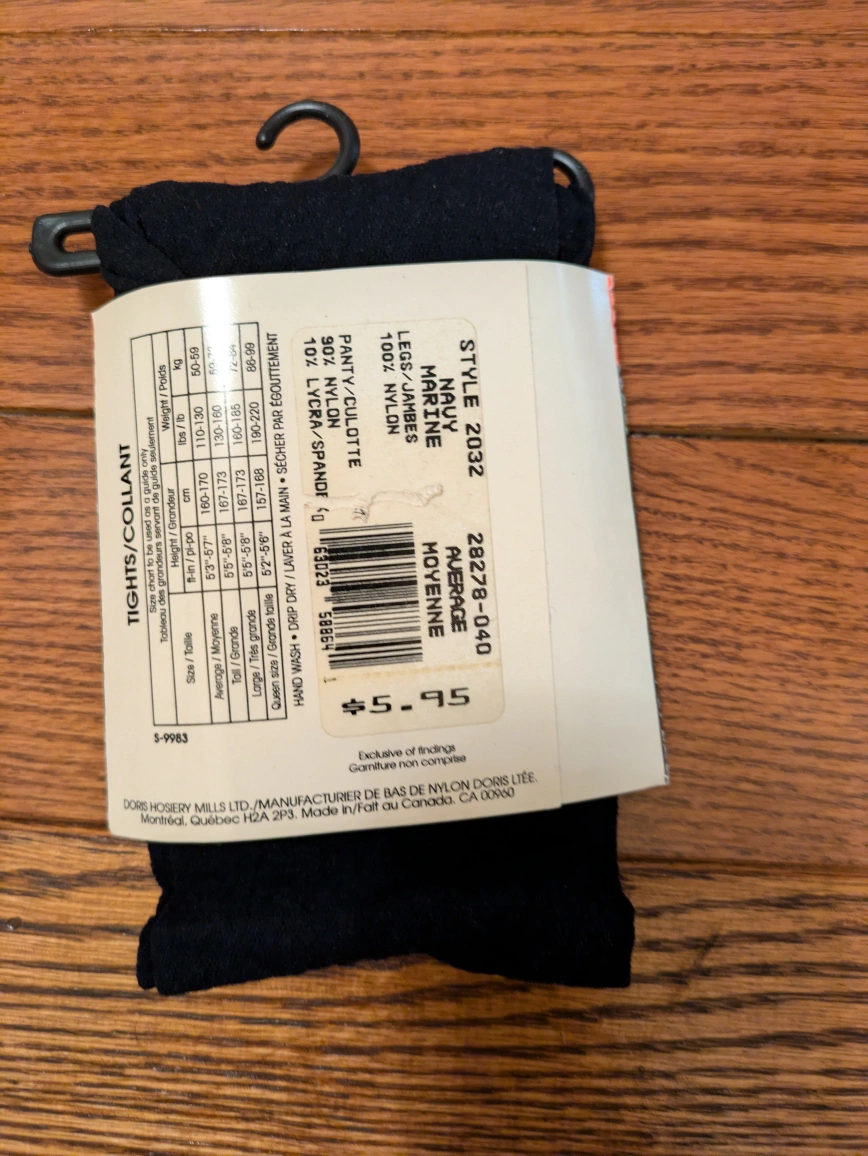 TIGHTS/COLLANT
Size chart to be used as a guide only
Tableau des grandeurs servant de guide seulement
Size / Taille Height / Grandeur Weight / Poids
ft-in / pi-po cm lbs / lb kg
Average / Moyenne 5'3"-5'7" 160-170 110-130 50-59
Tall / Grande 5'5"-5'8" 167-173 130-160
Large / Très grande 5'5"-5'8" 167-173 160-185
Queen size / Grande taille 5'2"-5'6" 157-168 190-220 86-99
HAND WASH • DRIP DRY / LAVER À LA MAIN • SÉCHER PAR ÉGOUTTEMENT
S-9983
STYLE 2032 28278-040
NAVY AVERAGE
MARINE MOYENNE
LEGS/JAMBES
100% NYLON
PANTY/CULOTTE
90% NYLON
10% LYCRA/SPANDE
63023 58864 1
$5.95
Exclusive of findings
Garniture non comprise
DORIS HOSIERY MILLS LTD./MANUFACTURIER DE BAS DE NYLON DORIS LTÉE.
Montréal, Québec H2A 2P3. Made in/Fait au Canada. CA 00960